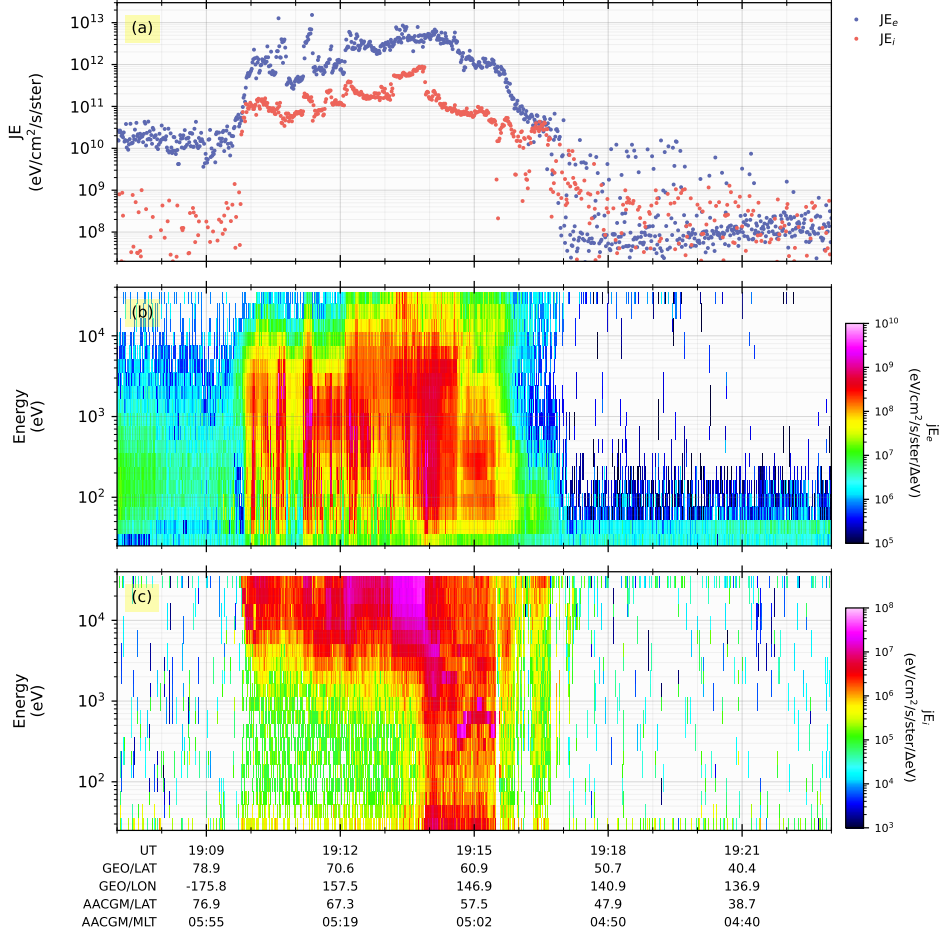 (a)
JE
(eV/cm²/s/ster)
10¹³
10¹²
10¹¹
10¹⁰
10⁹
10⁸
JEₑ
JEᵢ
(b)
Energy
(eV)
10⁴
10³
10²
10¹⁰
10⁹
10⁸
10⁷
10⁶
10⁵
jEₑ
(eV/cm²/s/ster/ΔeV)
(c)
Energy
(eV)
10⁴
10³
10²
10⁸
10⁷
10⁶
10⁵
10⁴
10³
jEᵢ
(eV/cm²/s/ster/ΔeV)
UT 19:09 19:12 19:15 19:18 19:21
GEO/LAT 78.9 70.6 60.9 50.7 40.4
GEO/LON -175.8 157.5 146.9 140.9 136.9
AACGM/LAT 76.9 67.3 57.5 47.9 38.7
AACGM/MLT 05:55 05:19 05:02 04:50 04:40